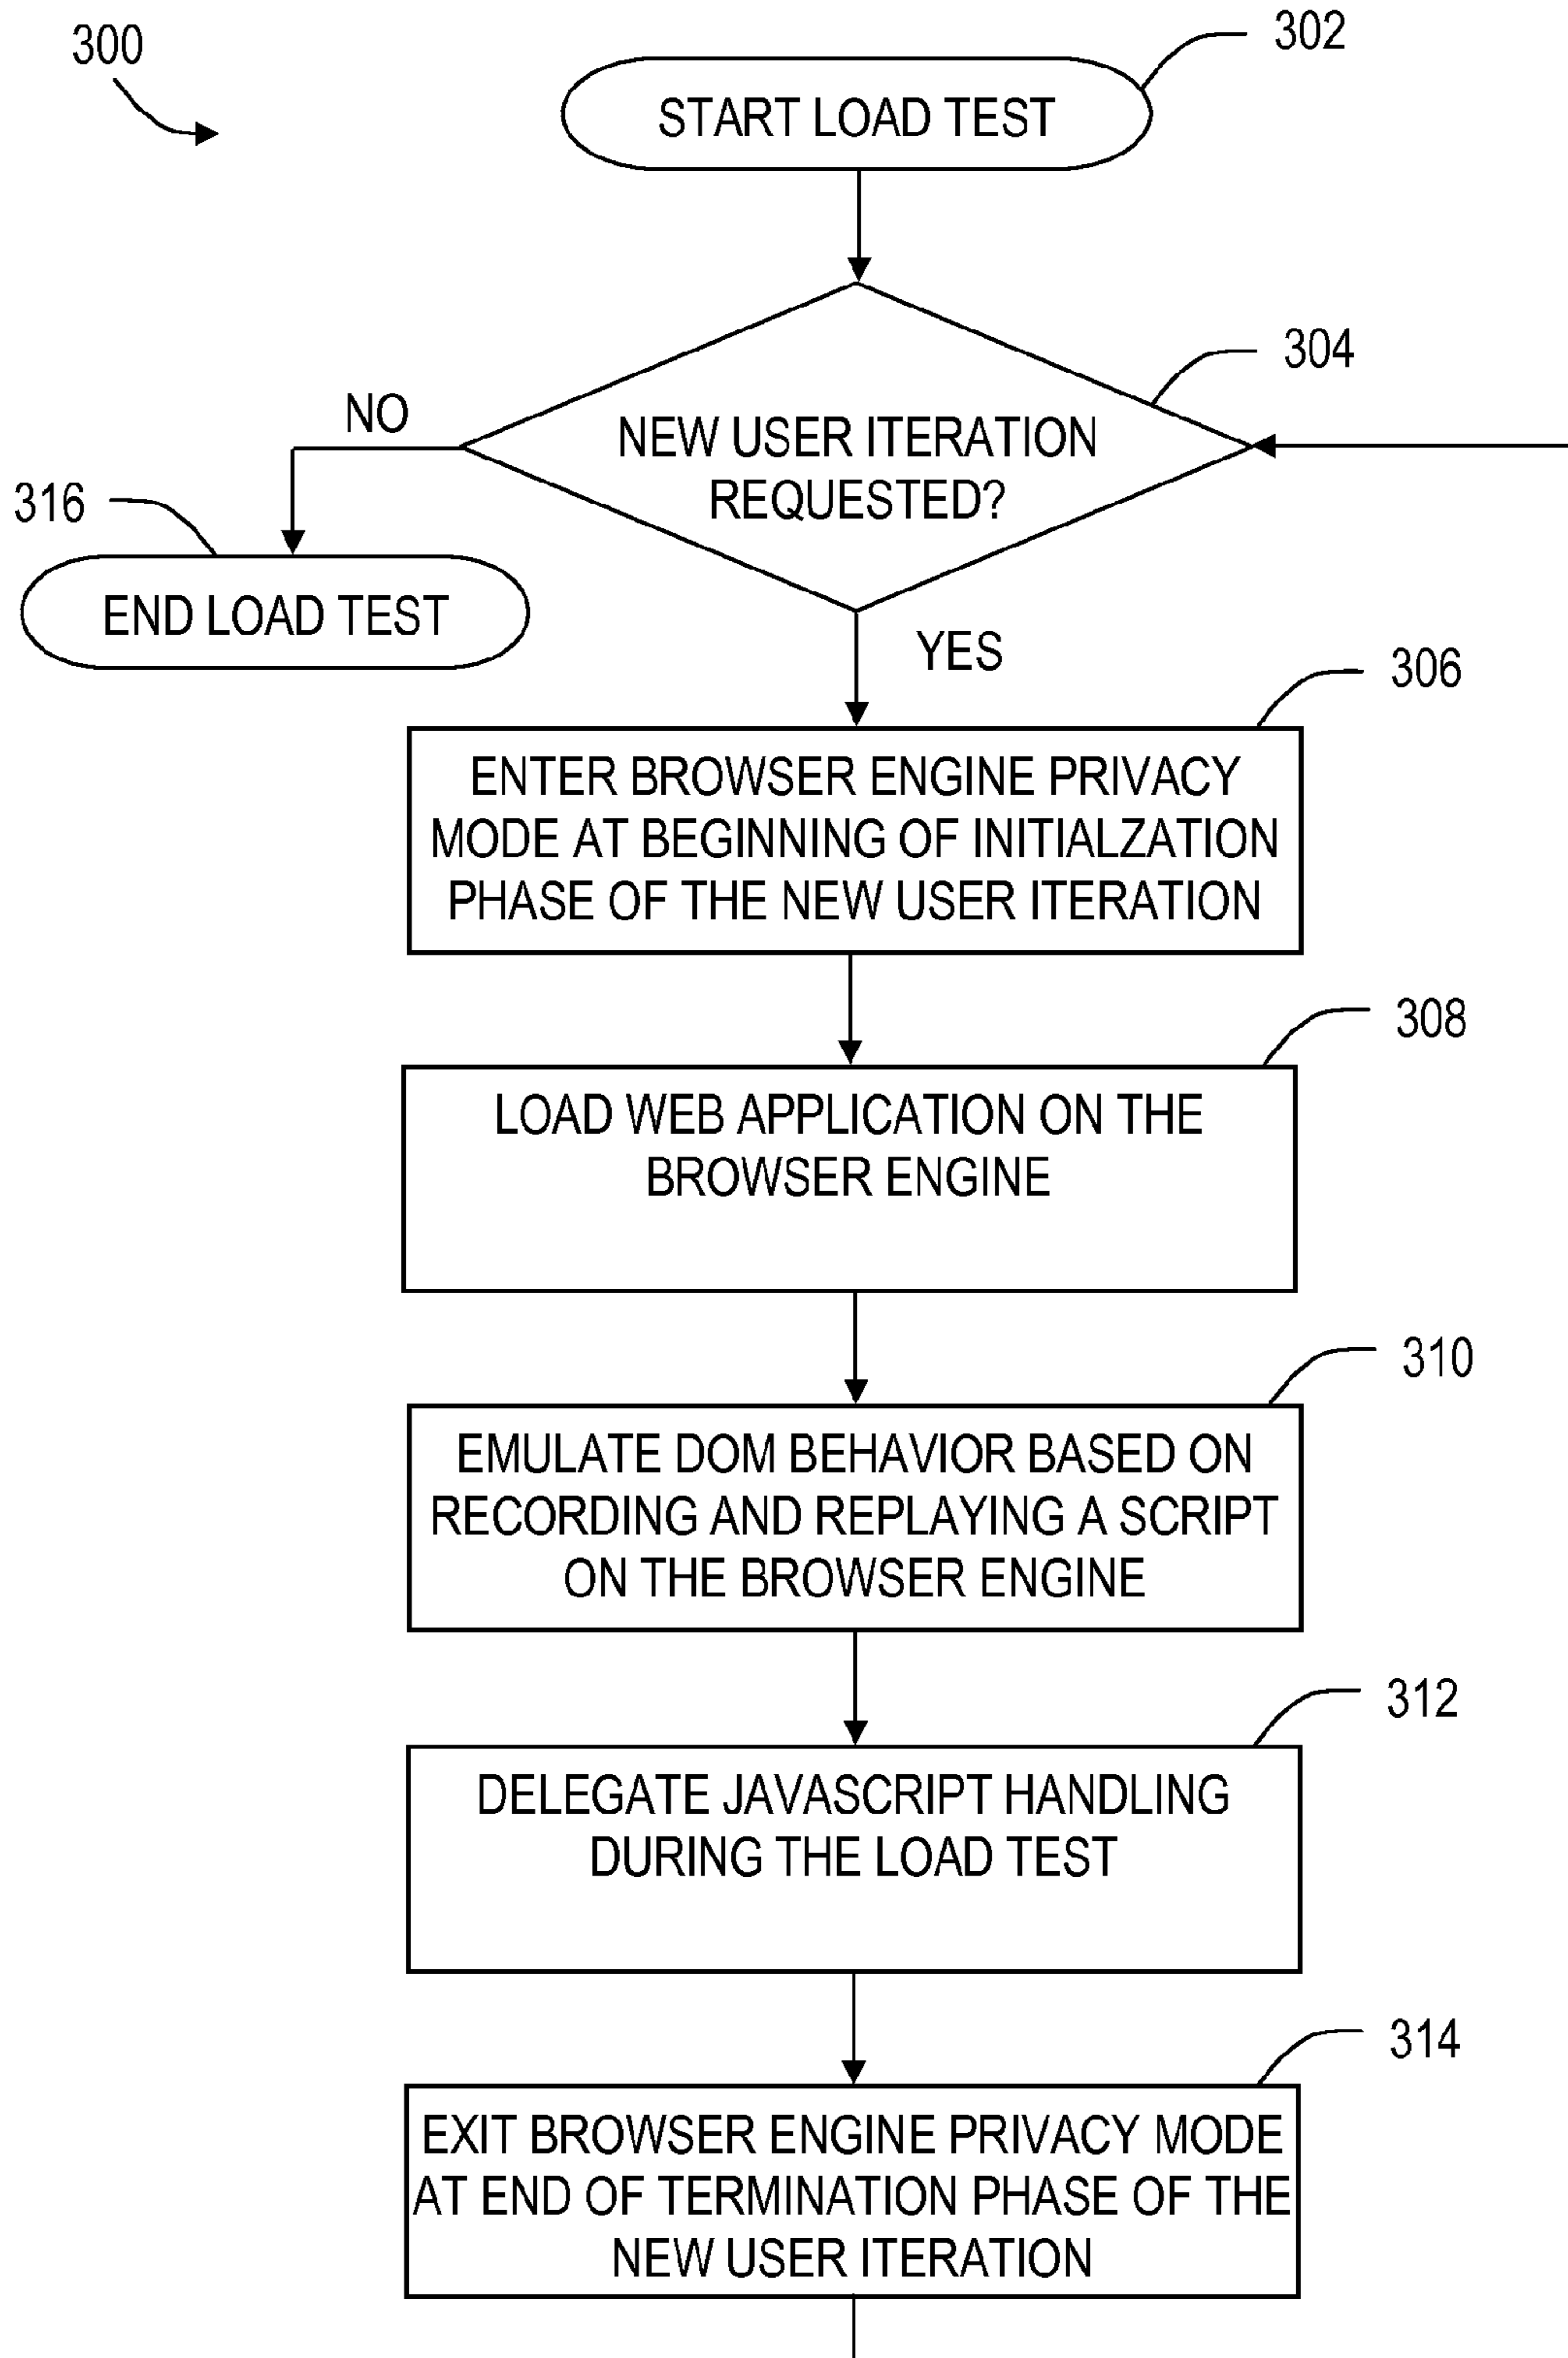 300
302
START LOAD TEST
304
NEW USER ITERATION
REQUESTED?
NO
316
END LOAD TEST
YES
306
ENTER BROWSER ENGINE PRIVACY
MODE AT BEGINNING OF INITIALZATION
PHASE OF THE NEW USER ITERATION
308
LOAD WEB APPLICATION ON THE
BROWSER ENGINE
310
EMULATE DOM BEHAVIOR BASED ON
RECORDING AND REPLAYING A SCRIPT
ON THE BROWSER ENGINE
312
DELEGATE JAVASCRIPT HANDLING
DURING THE LOAD TEST
314
EXIT BROWSER ENGINE PRIVACY MODE
AT END OF TERMINATION PHASE OF THE
NEW USER ITERATION